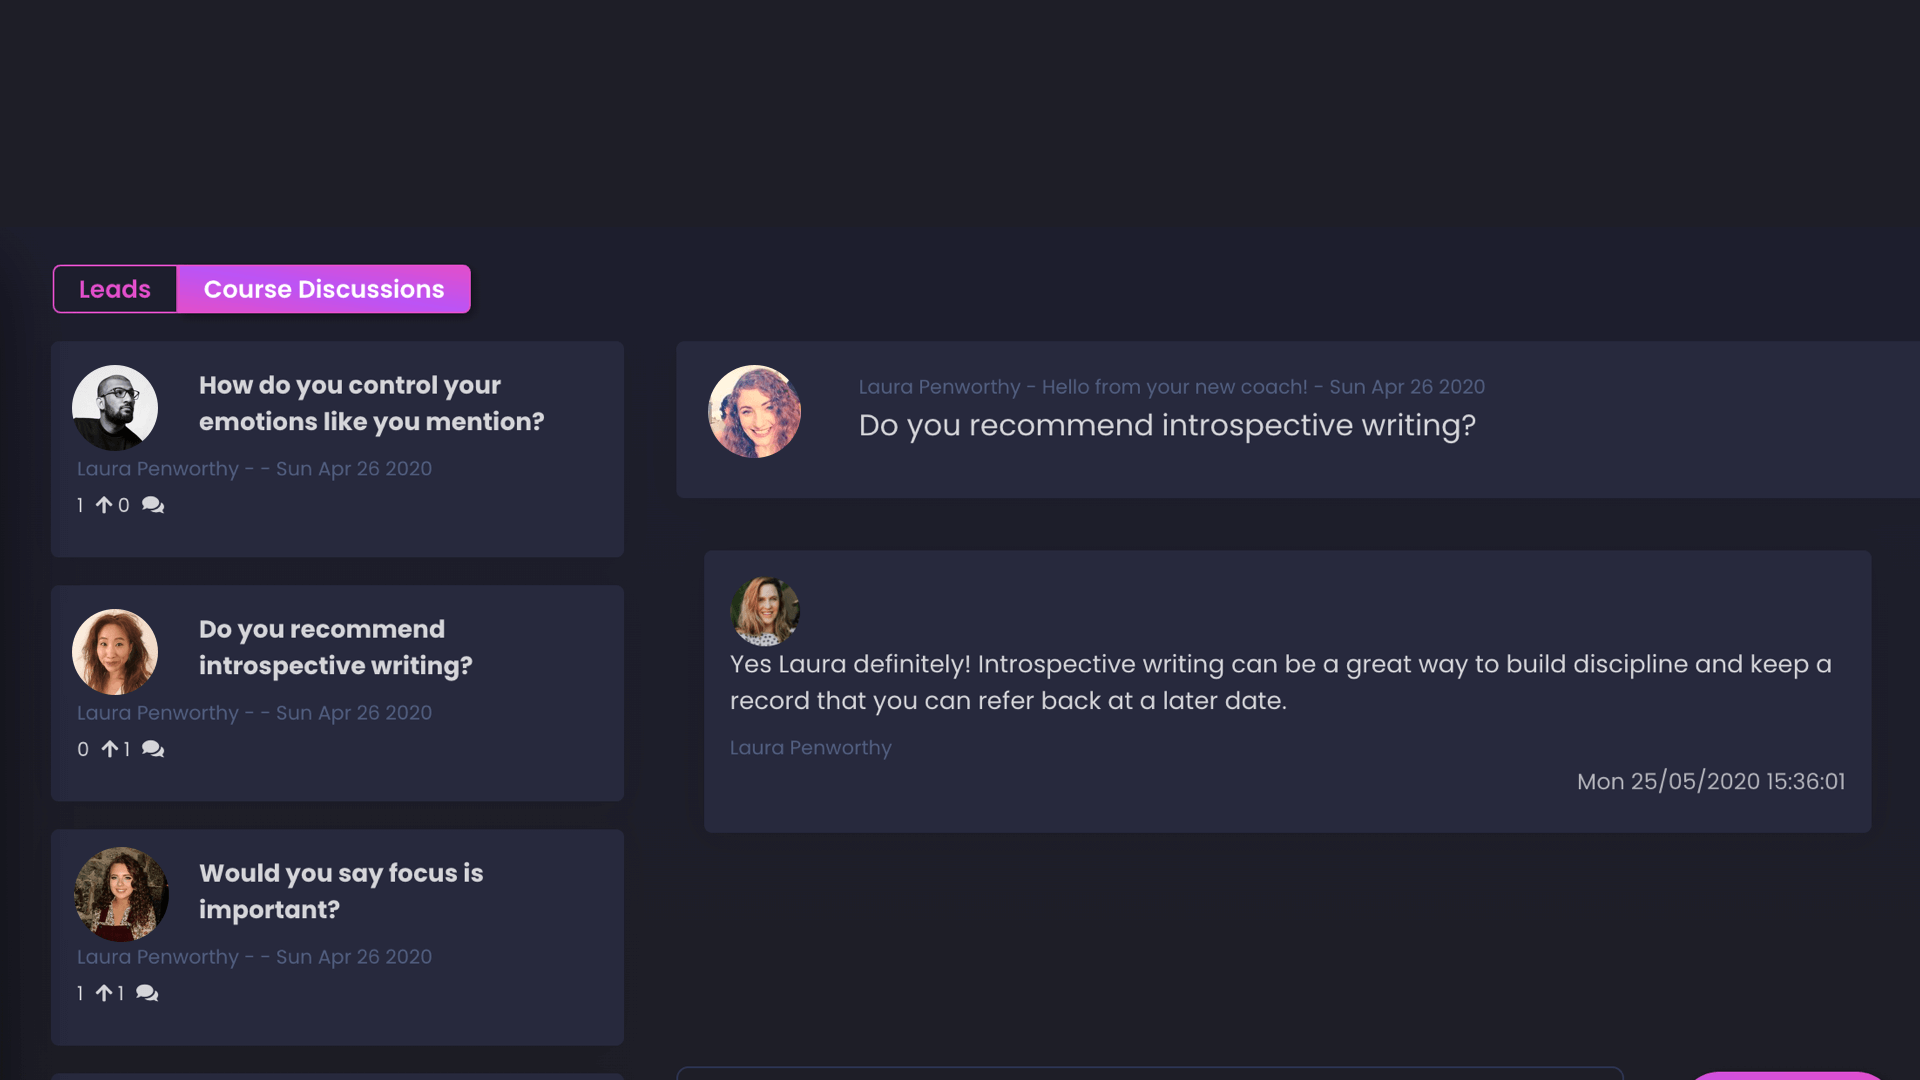 Leads
Course Discussions
How do you control your
emotions like you mention?
Laura Penworthy - - Sun Apr 26 2020
1 0
Do you recommend
introspective writing?
Laura Penworthy - - Sun Apr 26 2020
0 1
Would you say focus is
important?
Laura Penworthy - - Sun Apr 26 2020
1 1
Laura Penworthy - Hello from your new coach! - Sun Apr 26 2020
Do you recommend introspective writing?
Yes Laura definitely! Introspective writing can be a great way to build discipline and keep a
record that you can refer back at a later date.
Laura Penworthy
Mon 25/05/2020 15:36:01